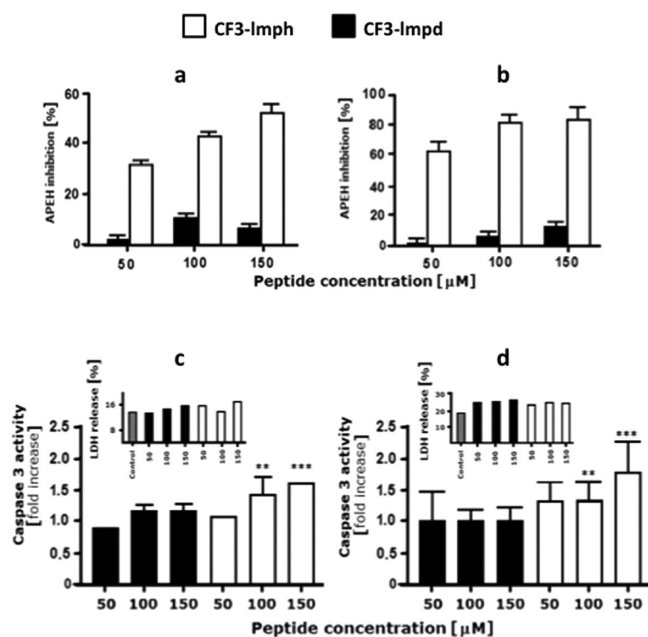 CF3-lmph CF3-lmpd
a
APEH inhibition [%]
60
40
20
0
50 100 150
b
APEH inhibition [%]
100
80
60
40
20
0
50 100 150
Peptide concentration [μM]
c
LDH release [%]
16
8
Control 50 100 150 50 100 150
Caspase 3 activity
[fold increase]
2.5
2.0
1.5
1.0
0.5
0
** ***
50 100 150 50 100 150
d
LDH release [%]
30
20
10
Control 50 100 150 50 100 150
Caspase 3 activity
[fold increase]
2.5
2.0
1.5
1.0
0.5
0
** ***
50 100 150 50 100 150
Peptide concentration [μM]